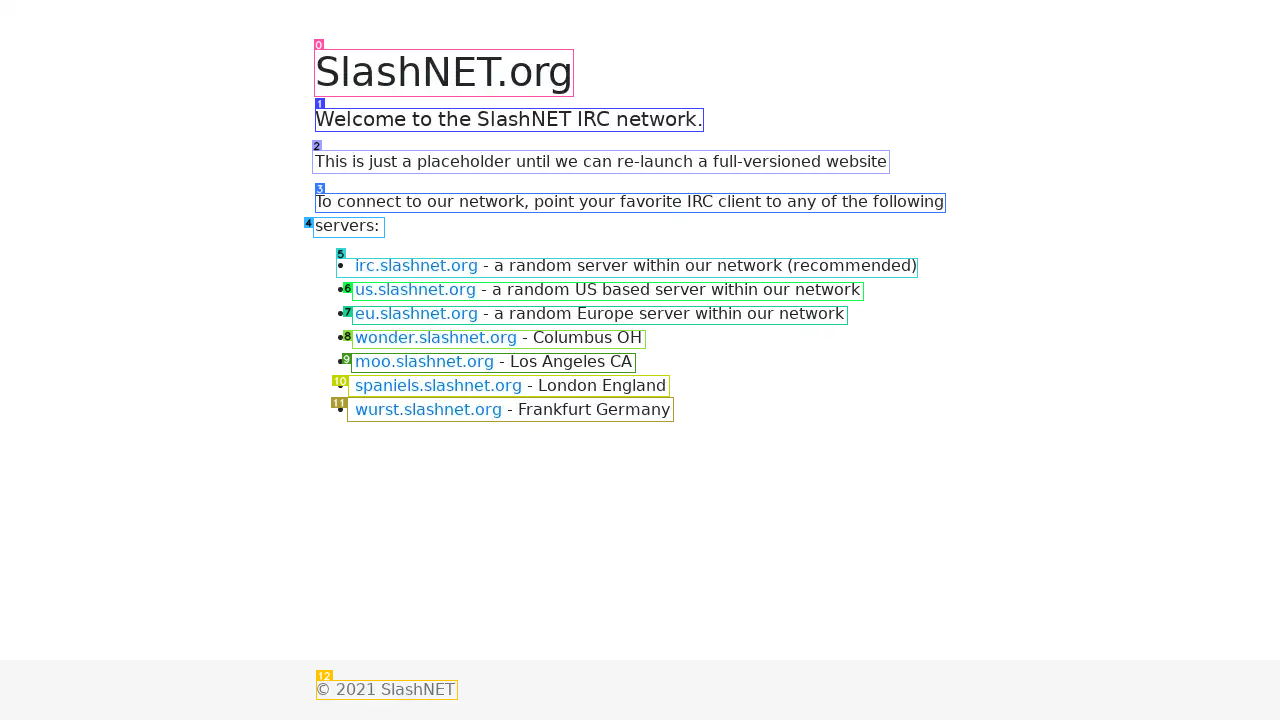 SlashNET.org
Welcome to the SlashNET IRC network.
This is just a placeholder until we can re-launch a full-versioned website
To connect to our network, point your favorite IRC client to any of the following
servers:
• irc.slashnet.org - a random server within our network (recommended)
• us.slashnet.org - a random US based server within our network
• eu.slashnet.org - a random Europe server within our network
• wonder.slashnet.org - Columbus OH
• moo.slashnet.org - Los Angeles CA
• spaniels.slashnet.org - London England
• wurst.slashnet.org - Frankfurt Germany
© 2021 SlashNET